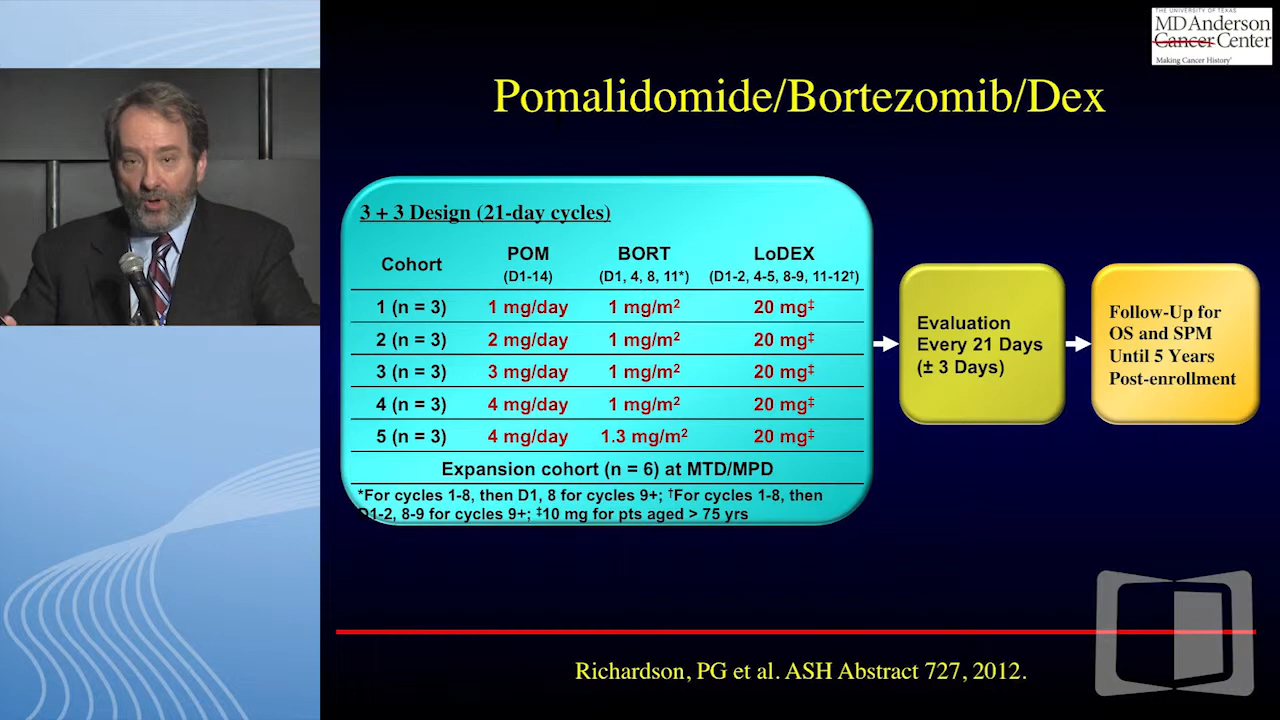 THE UNIVERSITY OF TEXAS
MD Anderson
Cancer Center
Making Cancer History®
Pomalidomide/Bortezomib/Dex
3 + 3 Design (21-day cycles)
Cohort POM BORT LoDEX
(D1-14) (D1, 4, 8, 11*) (D1-2, 4-5, 8-9, 11-12†)
1 (n = 3) 1 mg/day 1 mg/m² 20 mg‡
2 (n = 3) 2 mg/day 1 mg/m² 20 mg‡
3 (n = 3) 3 mg/day 1 mg/m² 20 mg‡
4 (n = 3) 4 mg/day 1 mg/m² 20 mg‡
5 (n = 3) 4 mg/day 1.3 mg/m² 20 mg‡
Expansion cohort (n = 6) at MTD/MPD
*For cycles 1-8, then D1, 8 for cycles 9+; †For cycles 1-8, then
D1-2, 8-9 for cycles 9+; ‡10 mg for pts aged > 75 yrs
Evaluation
Every 21 Days
(± 3 Days)
Follow-Up for
OS and SPM
Until 5 Years
Post-enrollment
Richardson, PG et al. ASH Abstract 727, 2012.